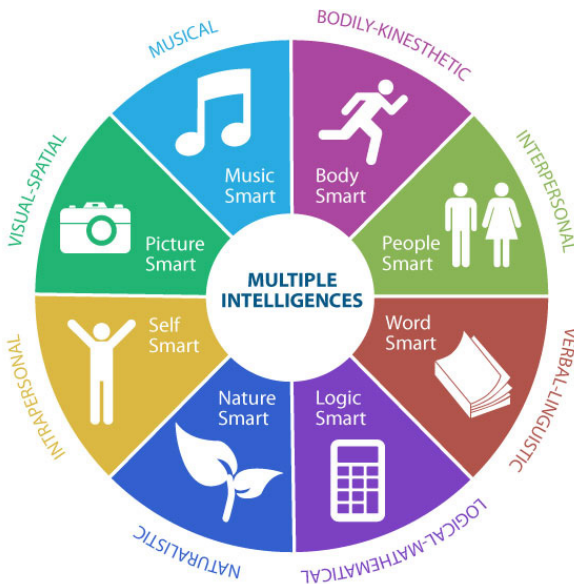 MUSICAL
BODILY-KINESTHETIC
VISUAL-SPATIAL
INTERPERSONAL
Music
Smart
Body
Smart
Picture
Smart
People
Smart
MULTIPLE
INTELLIGENCES
Self
Smart
Word
Smart
Nature
Smart
Logic
Smart
INTRAPERSONAL
VERBAL-LINGUISTIC
NATURALISTIC
LOGICAL-MATHEMATICAL